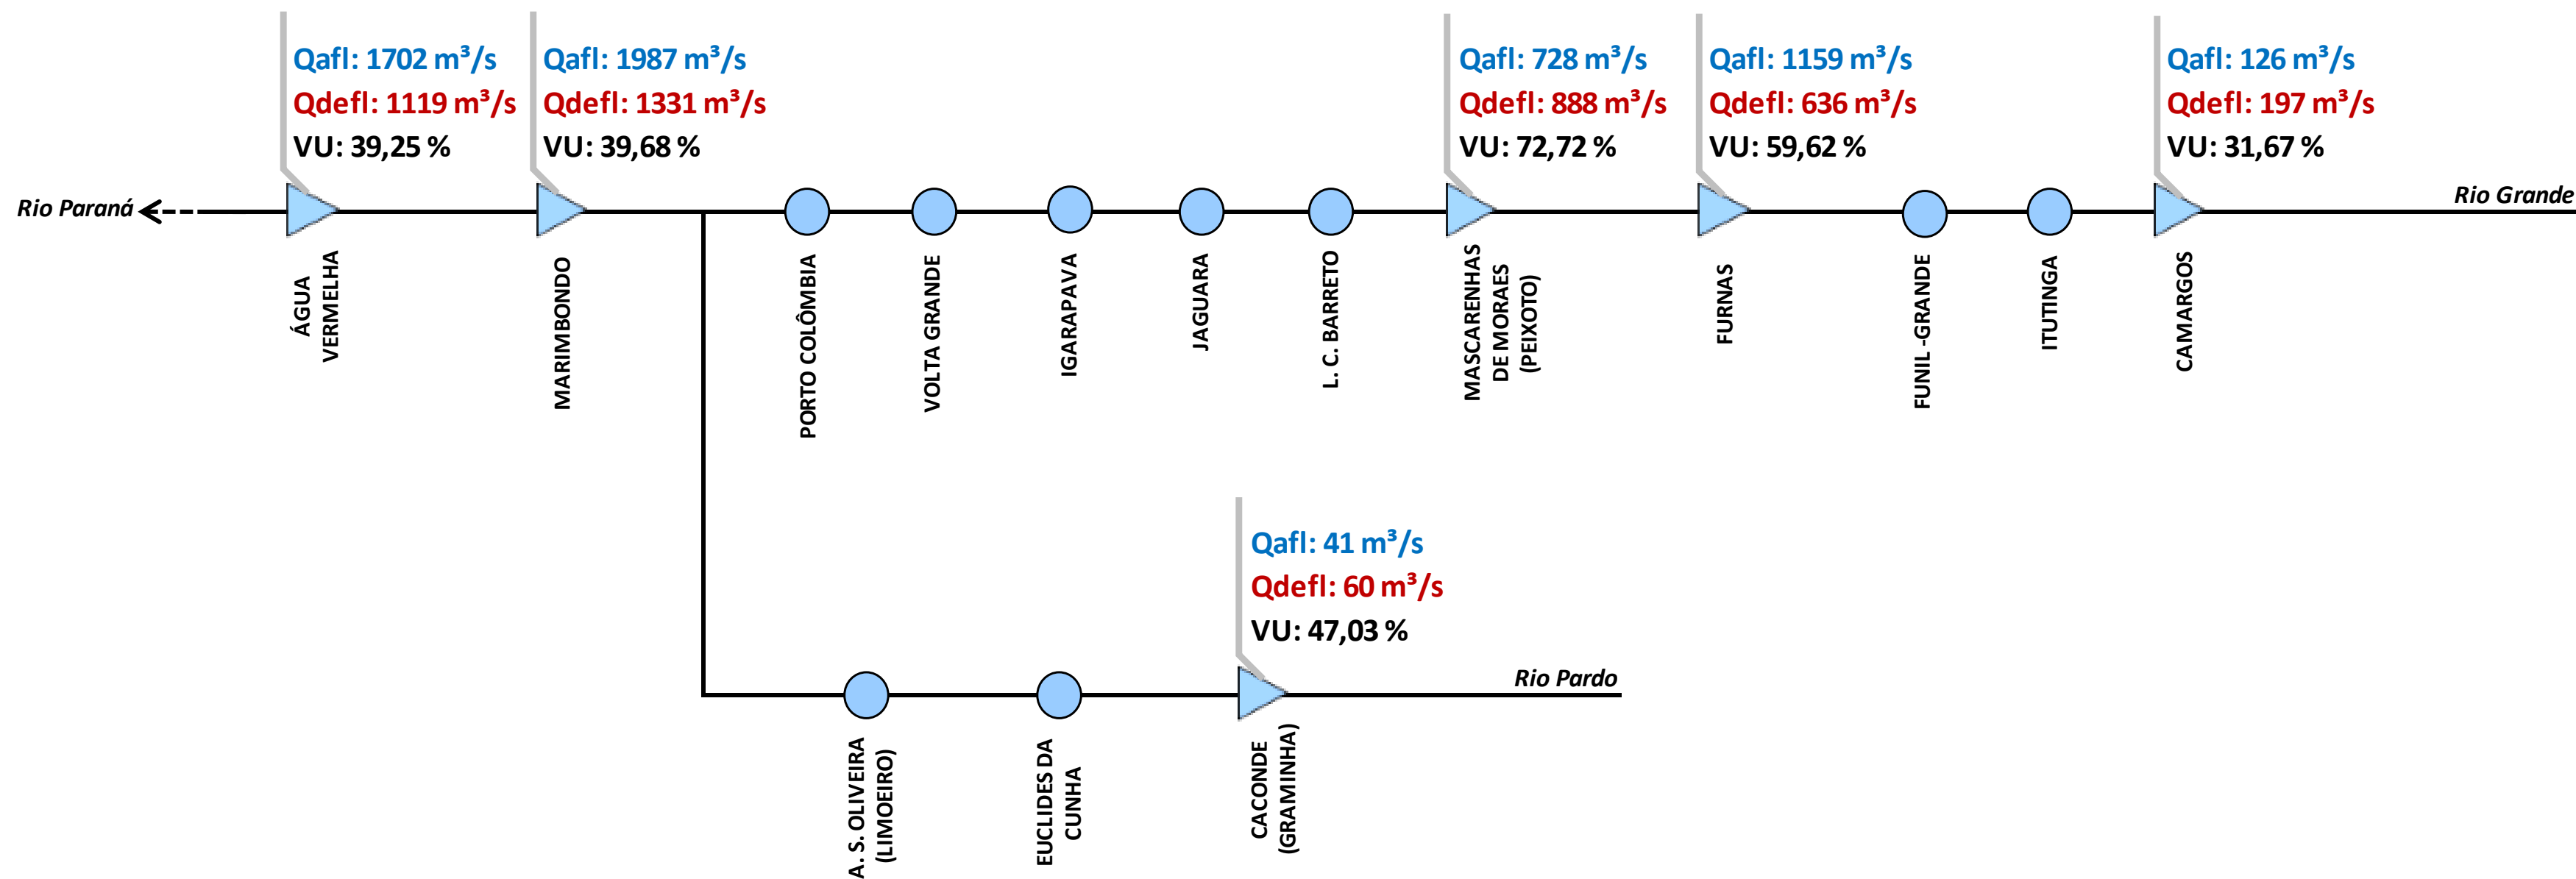 Qafl: 1702 m³/s
Qdefl: 1119 m³/s
VU: 39,25 %
Qafl: 1987 m³/s
Qdefl: 1331 m³/s
VU: 39,68 %
Qafl: 728 m³/s
Qdefl: 888 m³/s
VU: 72,72 %
Qafl: 1159 m³/s
Qdefl: 636 m³/s
VU: 59,62 %
Qafl: 126 m³/s
Qdefl: 197 m³/s
VU: 31,67 %
Rio Paraná
Rio Grande
ÁGUA
VERMELHA
MARIMBONDO
PORTO COLÔMBIA
VOLTA GRANDE
IGARAPAVA
JAGUARA
L. C. BARRETO
MASCARENHAS
DE MORAES
(PEIXOTO)
FURNAS
FUNIL -GRANDE
ITUTINGA
CAMARGOS
Qafl: 41 m³/s
Qdefl: 60 m³/s
VU: 47,03 %
Rio Pardo
A. S. OLIVEIRA
(LIMOEIRO)
EUCLIDES DA
CUNHA
CACONDE
(GRAMINHA)